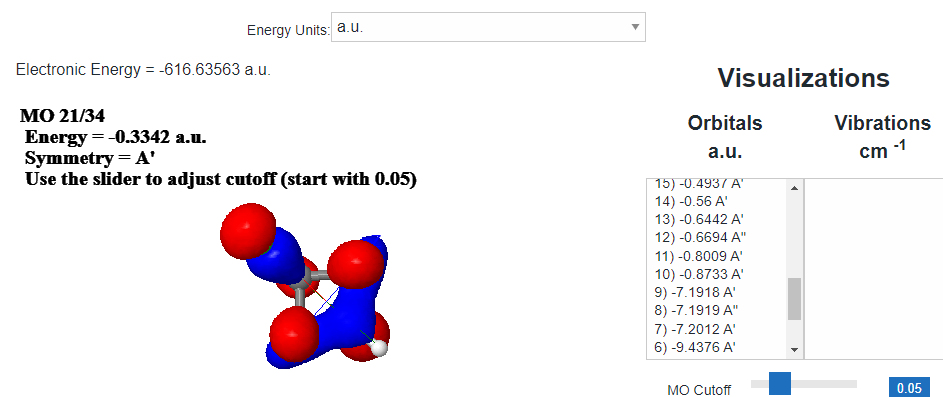 Energy Units: a.u.
Electronic Energy = -616.63563 a.u.
MO 21/34
Energy = -0.3342 a.u.
Symmetry = A'
Use the slider to adjust cutoff (start with 0.05)
Visualizations
Orbitals
a.u.
Vibrations
cm -1
15) -0.4937 A'
14) -0.56 A'
13) -0.6442 A'
12) -0.6694 A"
11) -0.8009 A'
10) -0.8733 A'
9) -7.1918 A'
8) -7.1919 A"
7) -7.2012 A'
6) -9.4376 A'
MO Cutoff 0.05